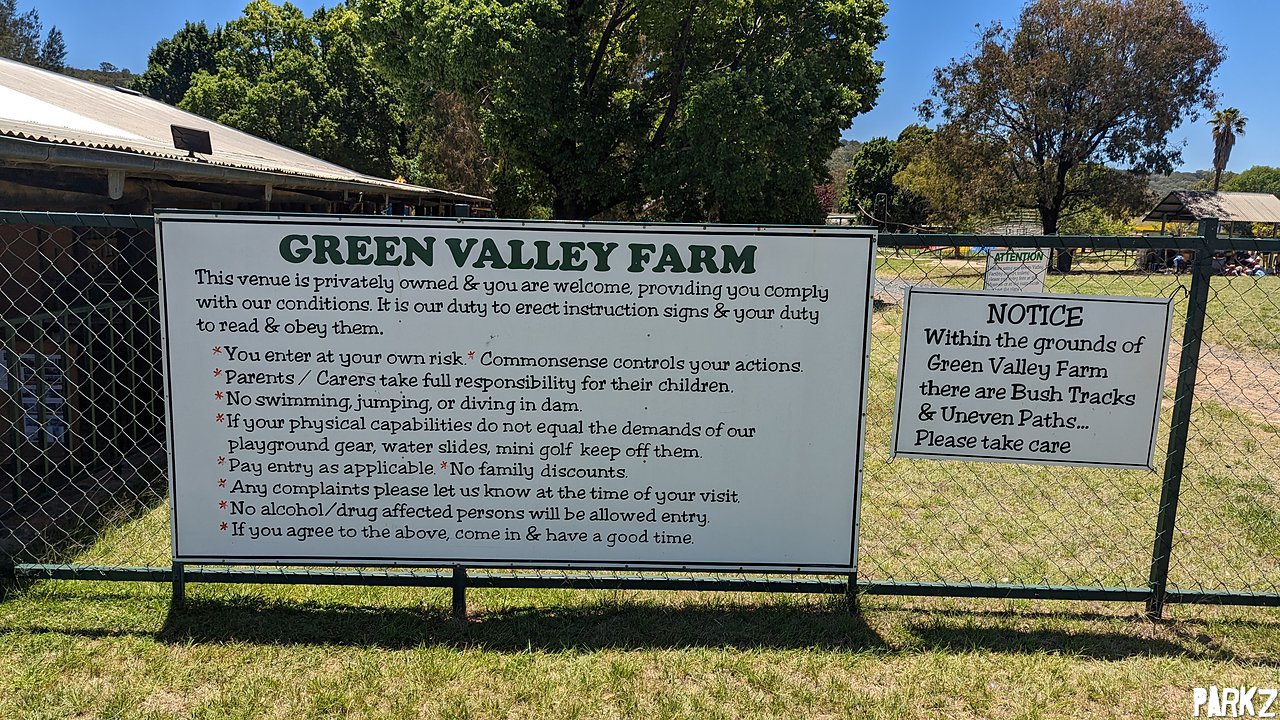 GREEN VALLEY FARM
This venue is privately owned & you are welcome, providing you comply
with our conditions. It is our duty to erect instruction signs & your duty
to read & obey them.
*You enter at your own risk.* Commonsense controls your actions.
*Parents / Carers take full responsibility for their children.
*No swimming, jumping, or diving in dam.
*If your physical capabilities do not equal the demands of our
playground gear, water slides, mini golf keep off them.
*Pay entry as applicable. *No family discounts.
* Any complaints please let us know at the time of your visit.
*No alcohol/drug affected persons will be allowed entry.
*If you agree to the above, come in & have a good time.
ATTENTION
NOTICE
Within the grounds of
Green Valley Farm
there are Bush Tracks
& Uneven Paths...
Please take care
PARKZ